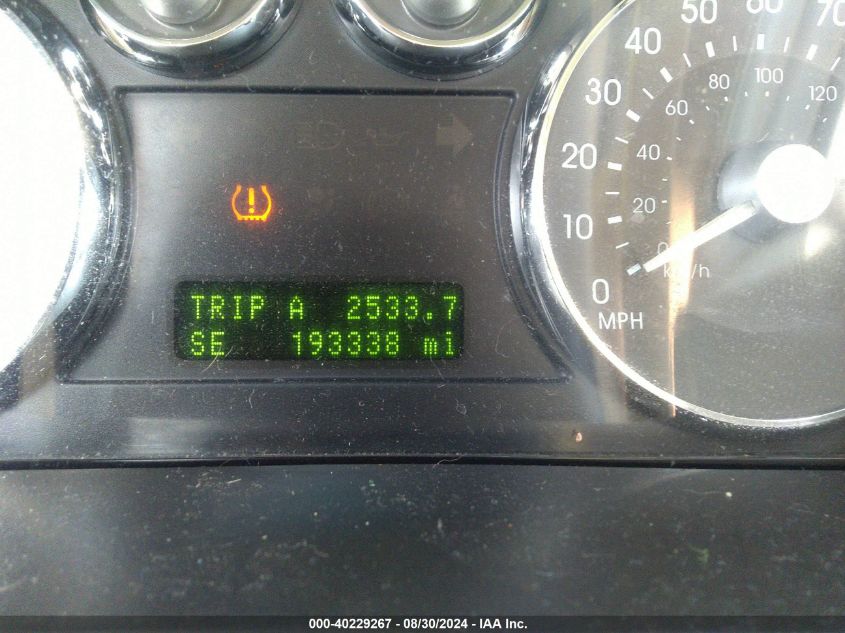 50 60 70
40 80 100 120
30 60
20 40
10 20
0 0 km/h
MPH
TRIP A 2533.7
SE 193338 mi
000-40229267 - 08/30/2024 - IAA Inc.